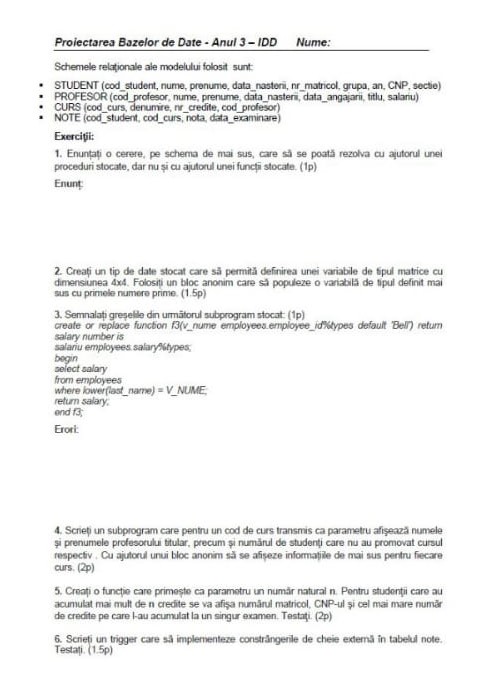 Proiectarea Bazelor de Date - Anul 3 – IDD Nume:
Schemele relaționale ale modelului folosit sunt:
▪ STUDENT (cod_student, nume, prenume, data_nasterii, nr_matricol, grupa, an, CNP, sectie)
▪ PROFESOR (cod_profesor, nume, prenume, data_nasterii, data_angajarii, titlu, salariu)
▪ CURS (cod_curs, denumire, nr_credite, cod_profesor)
▪ NOTE (cod_student, cod_curs, nota, data_examinare)
Exerciții:
1. Enunțați o cerere, pe schema de mai sus, care să se poată rezolva cu ajutorul unei
proceduri stocate, dar nu și cu ajutorul unei funcții stocate. (1p)
Enunț:
2. Creați un tip de date stocat care să permită definirea unei variabile de tipul matrice cu
dimensiunea 4x4. Folosiți un bloc anonim care să populeze o variabilă de tipul definit mai
sus cu primele numere prime. (1.5p)
3. Semnalați greșelile din următorul subprogram stocat: (1p)
create or replace function f3(v_nume employees.employee_id%types default 'Bell') return
salary number is
salariu employees.salary%types;
begin
select salary
from employees
where lower(last_name) = V_NUME;
return salary;
end f3;
Erori:
4. Scrieți un subprogram care pentru un cod de curs transmis ca parametru afișează numele
și prenumele profesorului titular, precum și numărul de studenți care nu au promovat cursul
respectiv . Cu ajutorul unui bloc anonim să se afișeze informațiile de mai sus pentru fiecare
curs. (2p)
5. Creați o funcție care primește ca parametru un număr natural n. Pentru studenții care au
acumulat mai mult de n credite se va afișa numărul matricol, CNP-ul și cel mai mare număr
de credite pe care l-au acumulat la un singur examen. Testați. (2p)
6. Scrieți un trigger care să implementeze constrângerile de cheie externă în tabelul note.
Testați. (1.5p)